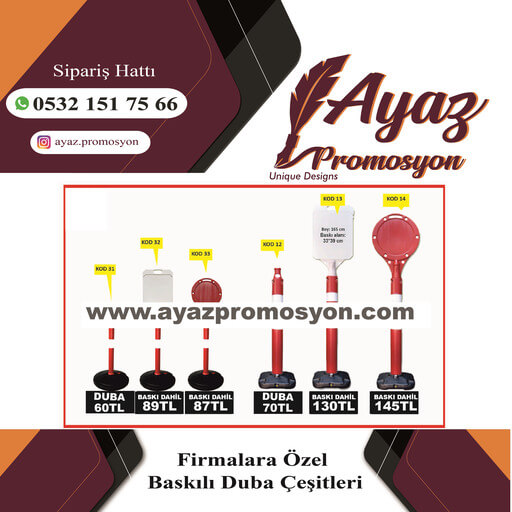 Sipariş Hattı
0532 151 75 66
ayaz.promosyon
Ayaz
Promosyon
Unique Designs
KOD 31
KOD 32
KOD 33
KOD 12
KOD 13
KOD 14
Boy: 165 cm
Baskı alanı:
33*39 cm
www.ayazpromosyon.com
DUBA
60TL
BASKI DAHİL
89TL
BASKI DAHİL
87TL
DUBA
70TL
BASKI DAHİL
130TL
BASKI DAHİL
145TL
Firmalara Özel
Baskılı Duba Çeşitleri